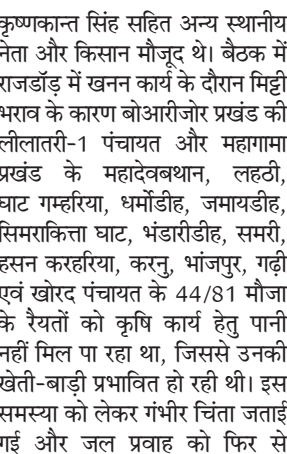 कृष्णकान्त सिंह सहित अन्य स्थानीय
नेता और किसान मौजूद थे। बैठक में
राजडॉड़ में खनन कार्य के दौरान मिट्टी
भराव के कारण बोआरीजोर प्रखंड की
लीलातरी-1 पंचायत और महागामा
प्रखंड के महादेवबथान, लहठी,
घाट गम्हरिया, धर्मोडीह, जमायडीह,
सिमराकित्ता घाट, भंडारीडीह, समरी,
हसन करहरिया, करनु, भांजपुर, गढ़ी
एवं खोरद पंचायत के 44/81 मौजा
के रैयतों को कृषि कार्य हेतु पानी
नहीं मिल पा रहा था, जिससे उनकी
खेती-बाड़ी प्रभावित हो रही थी। इस
समस्या को लेकर गंभीर चिंता जताई
गई और जल प्रवाह को फिर से